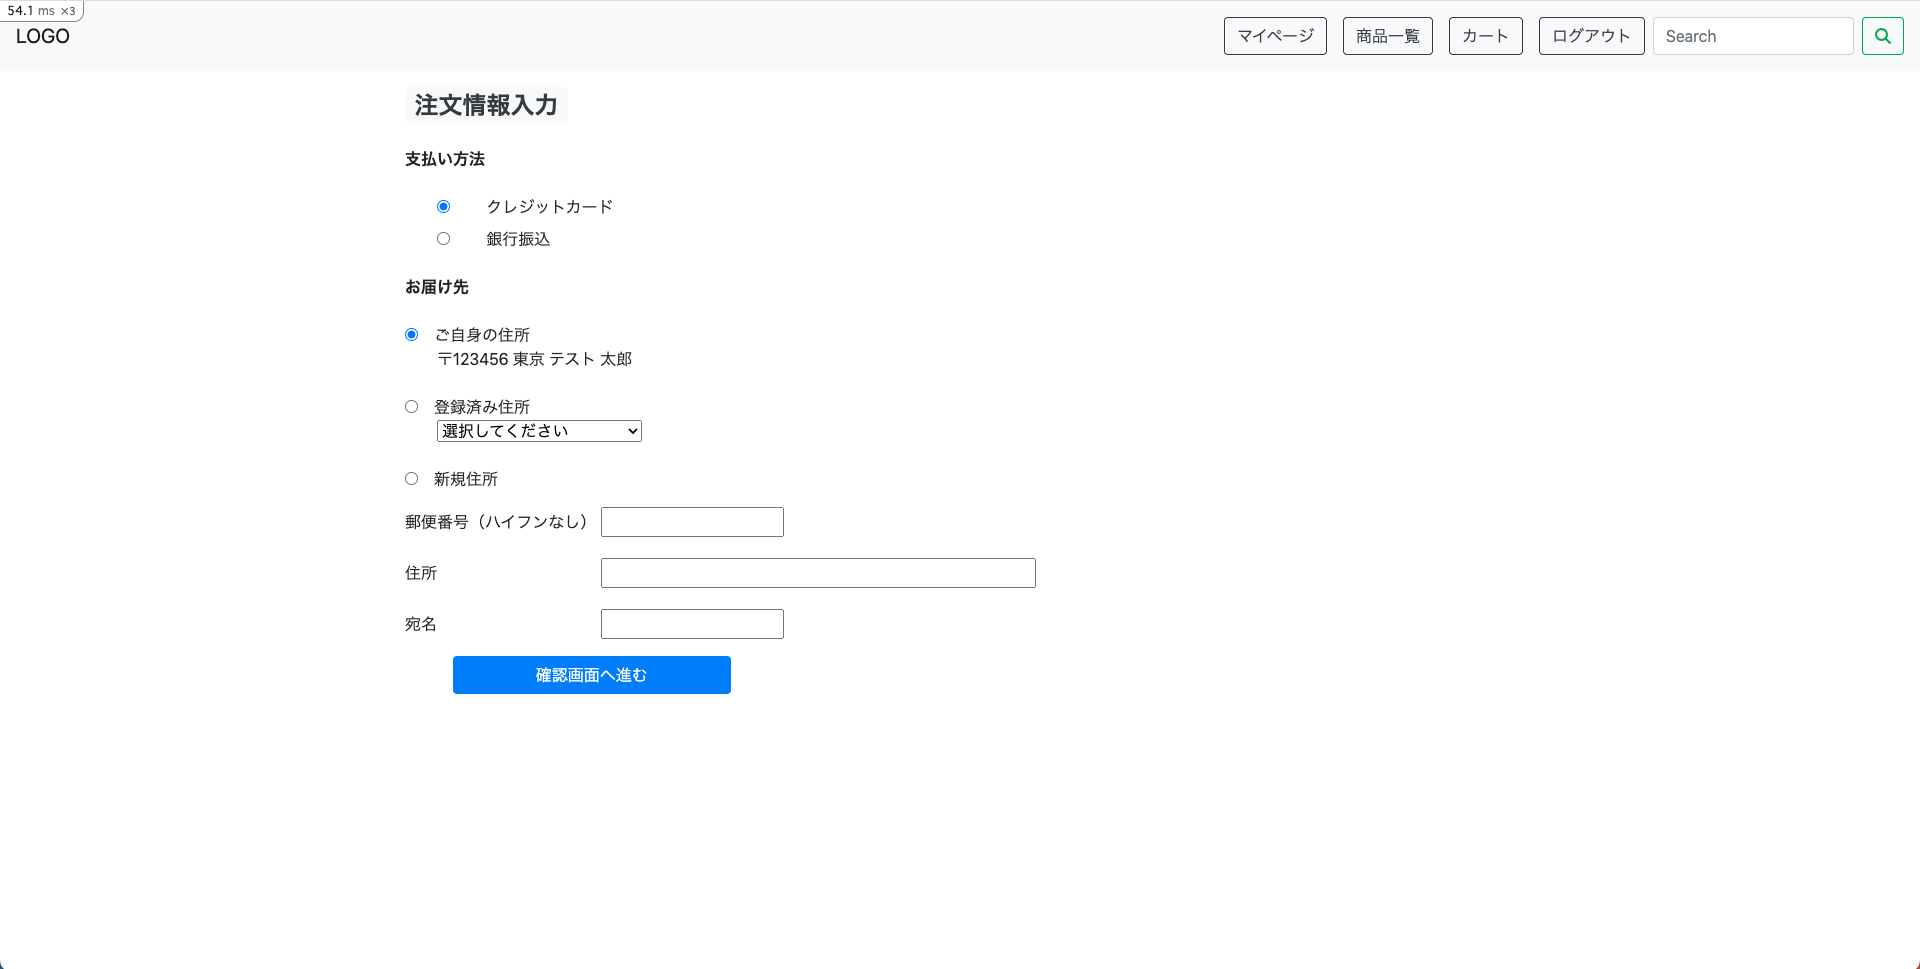 54.1 ms ×3
LOGO マイページ 商品一覧 カート ログアウト Search
注文情報入力
支払い方法
クレジットカード
銀行振込
お届け先
ご自身の住所
〒123456 東京 テスト 太郎
登録済み住所
選択してください
新規住所
郵便番号（ハイフンなし）
住所
宛名
確認画面へ進む